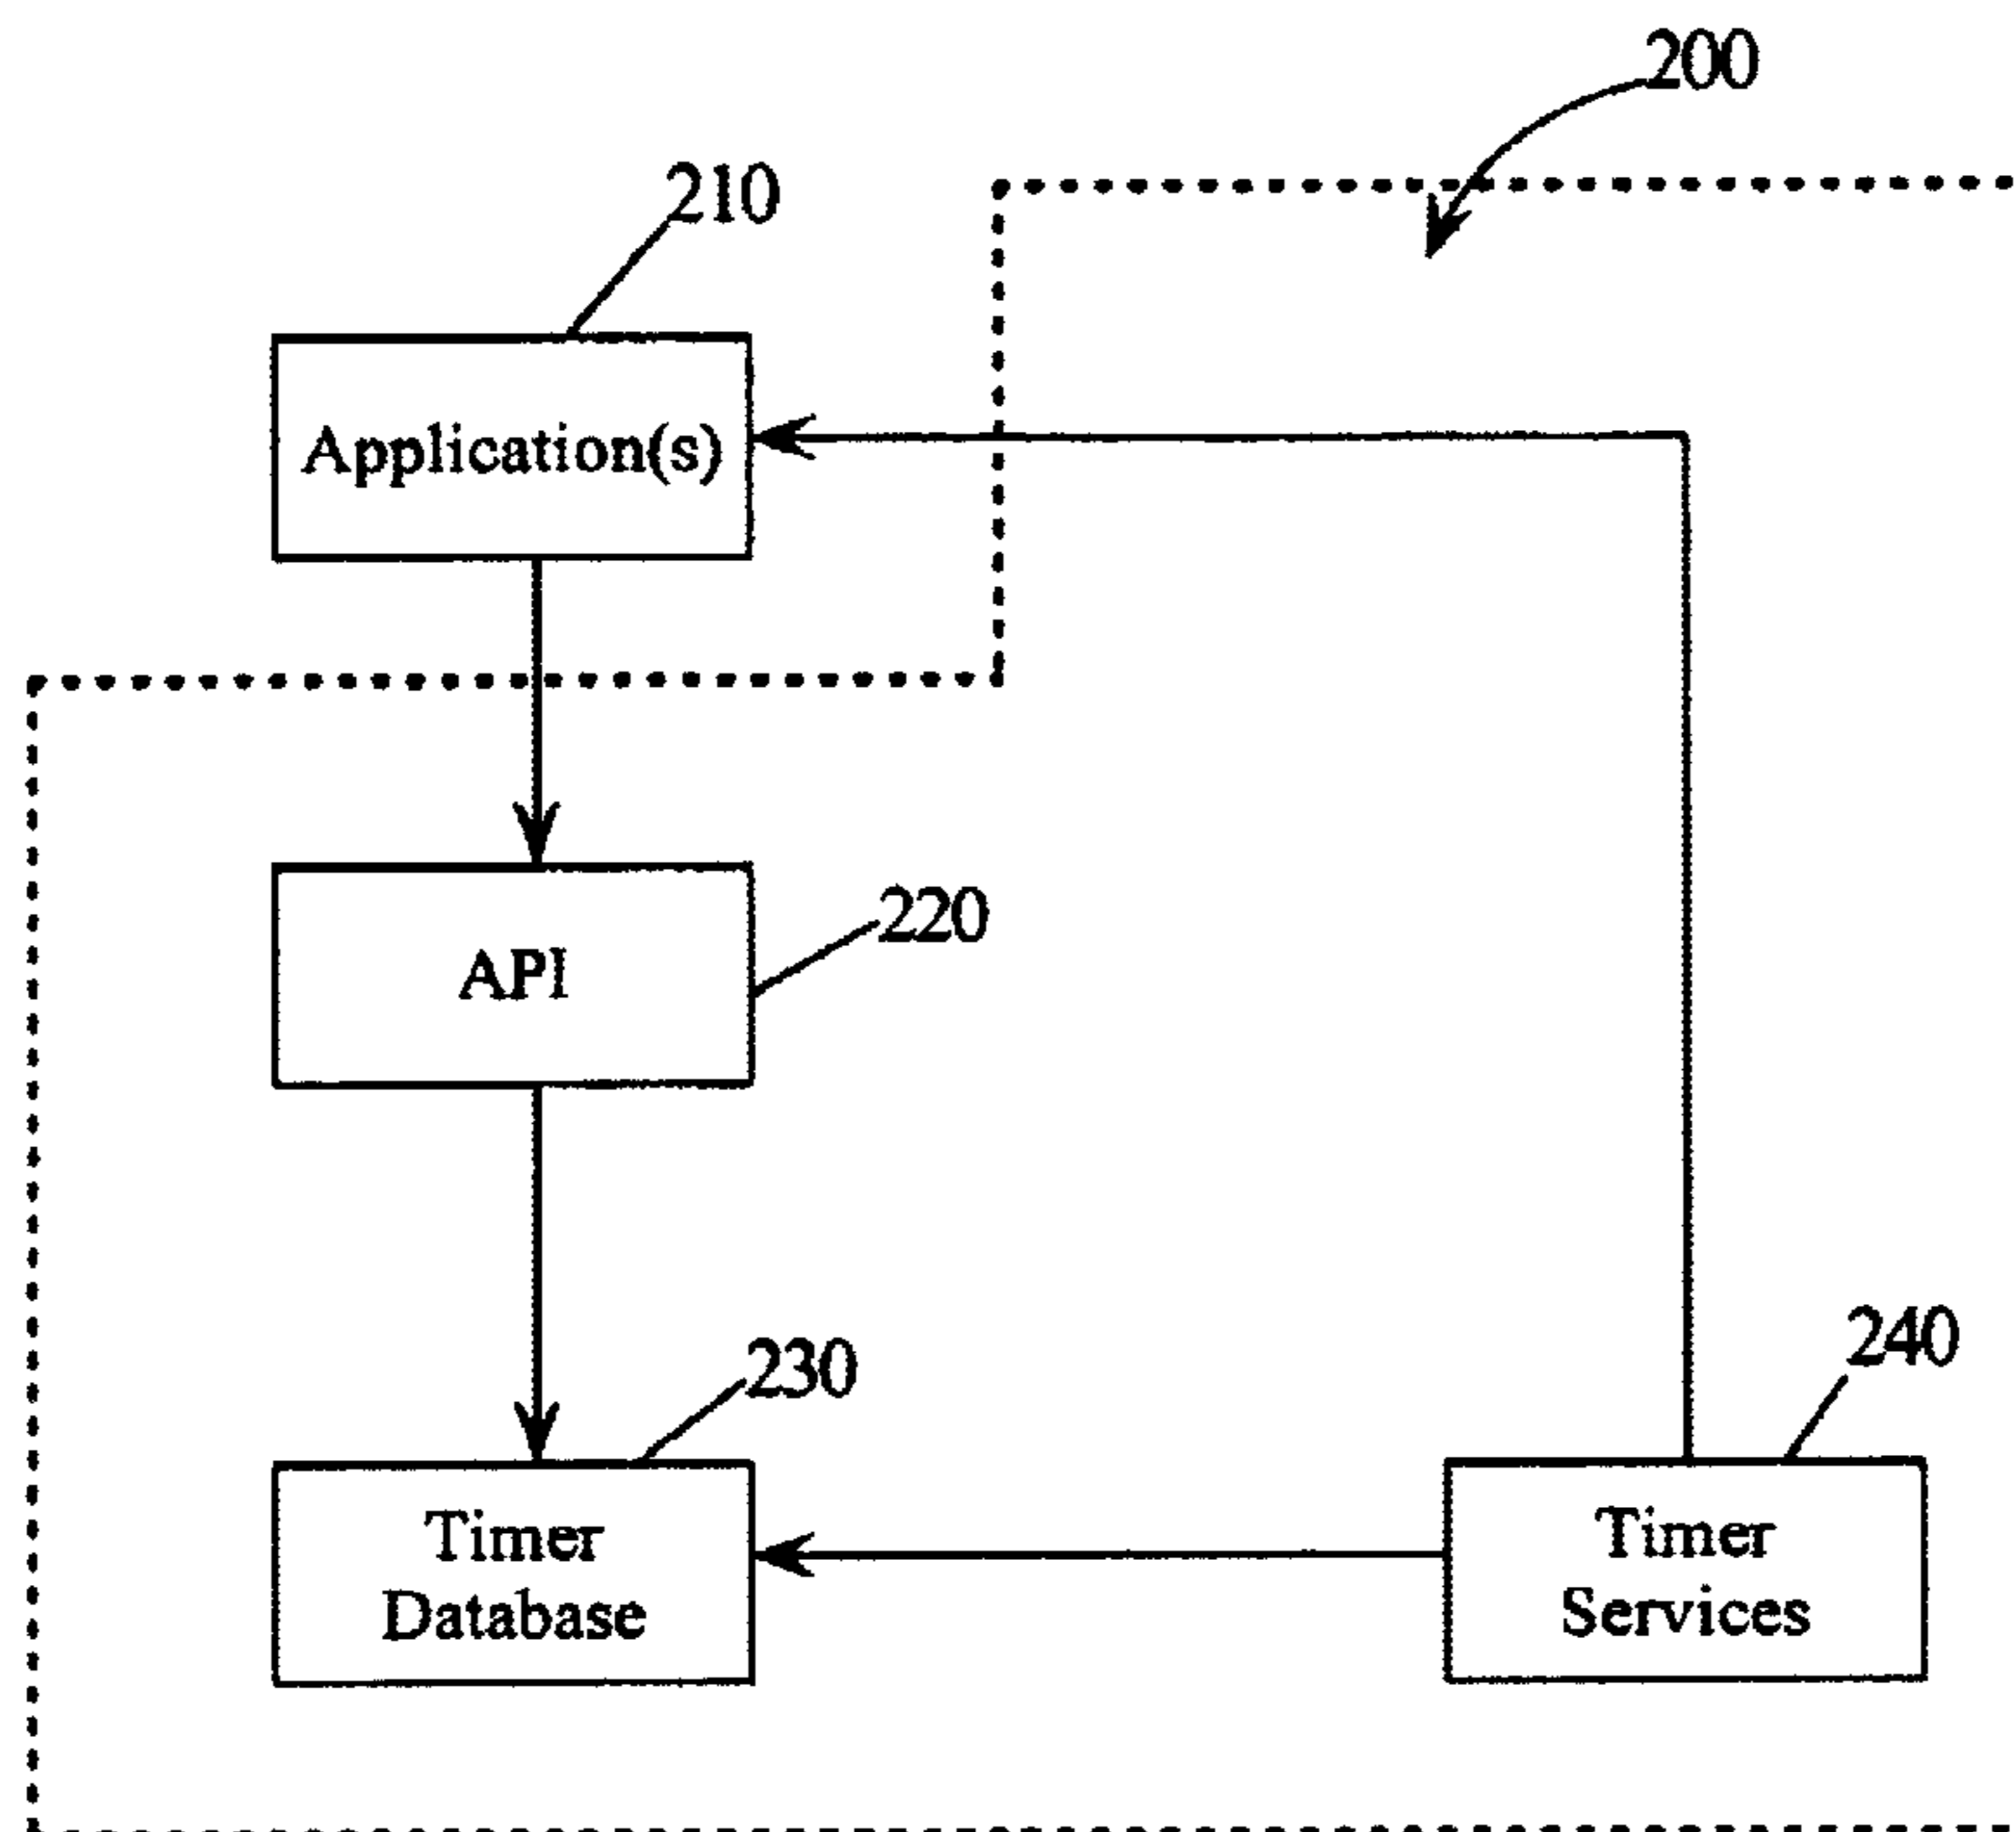 200
210
Application(s)
220
API
230
240
Timer
Database
Timer
Services